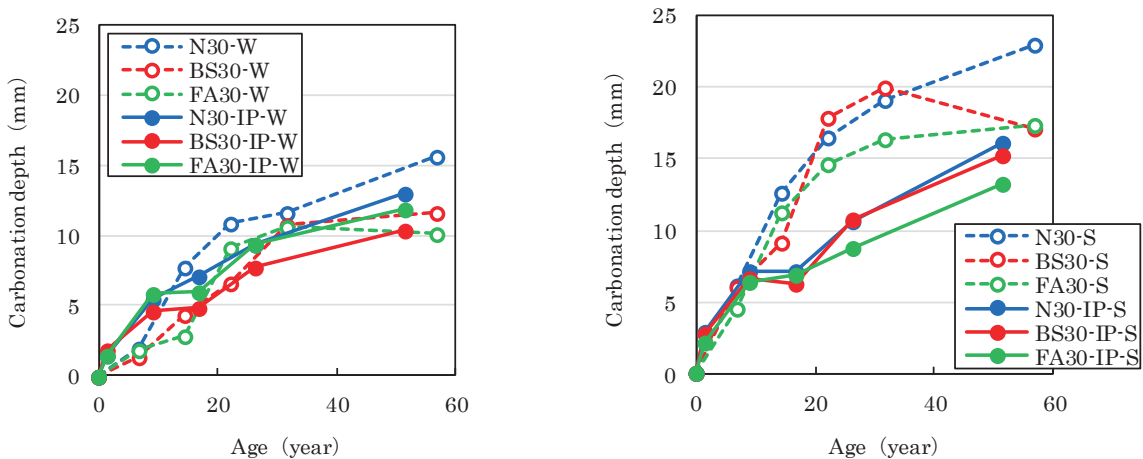 25
20
15
10
5
0
Carbonation depth (mm)
N30-W
BS30-W
FA30-W
N30-IP-W
BS30-IP-W
FA30-IP-W
0
20
40
60
Age (year)
25
20
15
10
5
0
Carbonation depth (mm)
N30-S
BS30-S
FA30-S
N30-IP-S
BS30-IP-S
FA30-IP-S
0
20
40
60
Age (year)